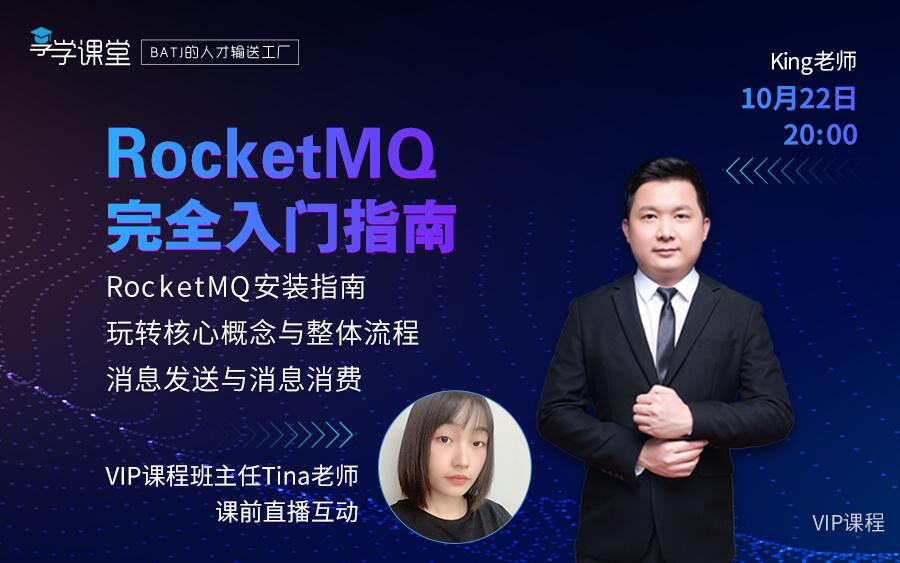 享学课堂
BATJ的人才输送工厂
King老师
10月22日
20:00
RocketMQ
完全入门指南
RocketMQ安装指南
玩转核心概念与整体流程
消息发送与消息消费
VIP课程班主任Tina老师
课前直播互动
VIP课程